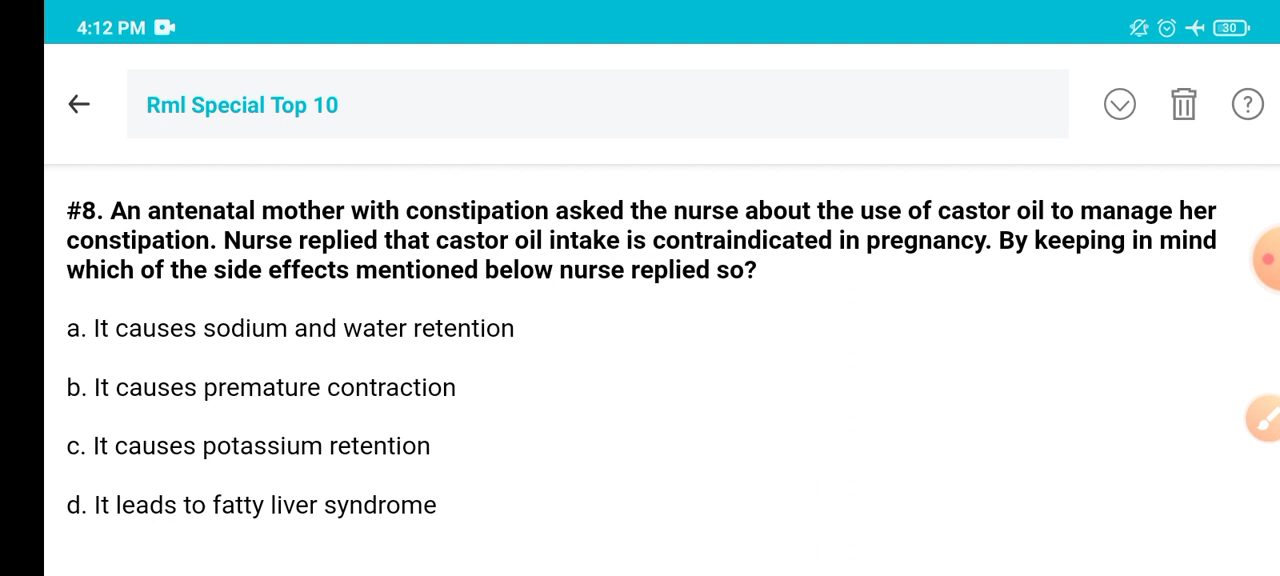 4:12 PM
30
Rml Special Top 10
#8. An antenatal mother with constipation asked the nurse about the use of castor oil to manage her
constipation. Nurse replied that castor oil intake is contraindicated in pregnancy. By keeping in mind
which of the side effects mentioned below nurse replied so?
a. It causes sodium and water retention
b. It causes premature contraction
c. It causes potassium retention
d. It leads to fatty liver syndrome